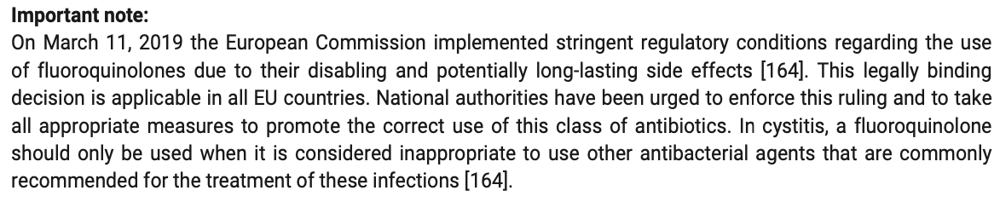 Important note:
On March 11, 2019 the European Commission implemented stringent regulatory conditions regarding the use
of fluoroquinolones due to their disabling and potentially long-lasting side effects [164]. This legally binding
decision is applicable in all EU countries. National authorities have been urged to enforce this ruling and to take
all appropriate measures to promote the correct use of this class of antibiotics. In cystitis, a fluoroquinolone
should only be used when it is considered inappropriate to use other antibacterial agents that are commonly
recommended for the treatment of these infections [164].